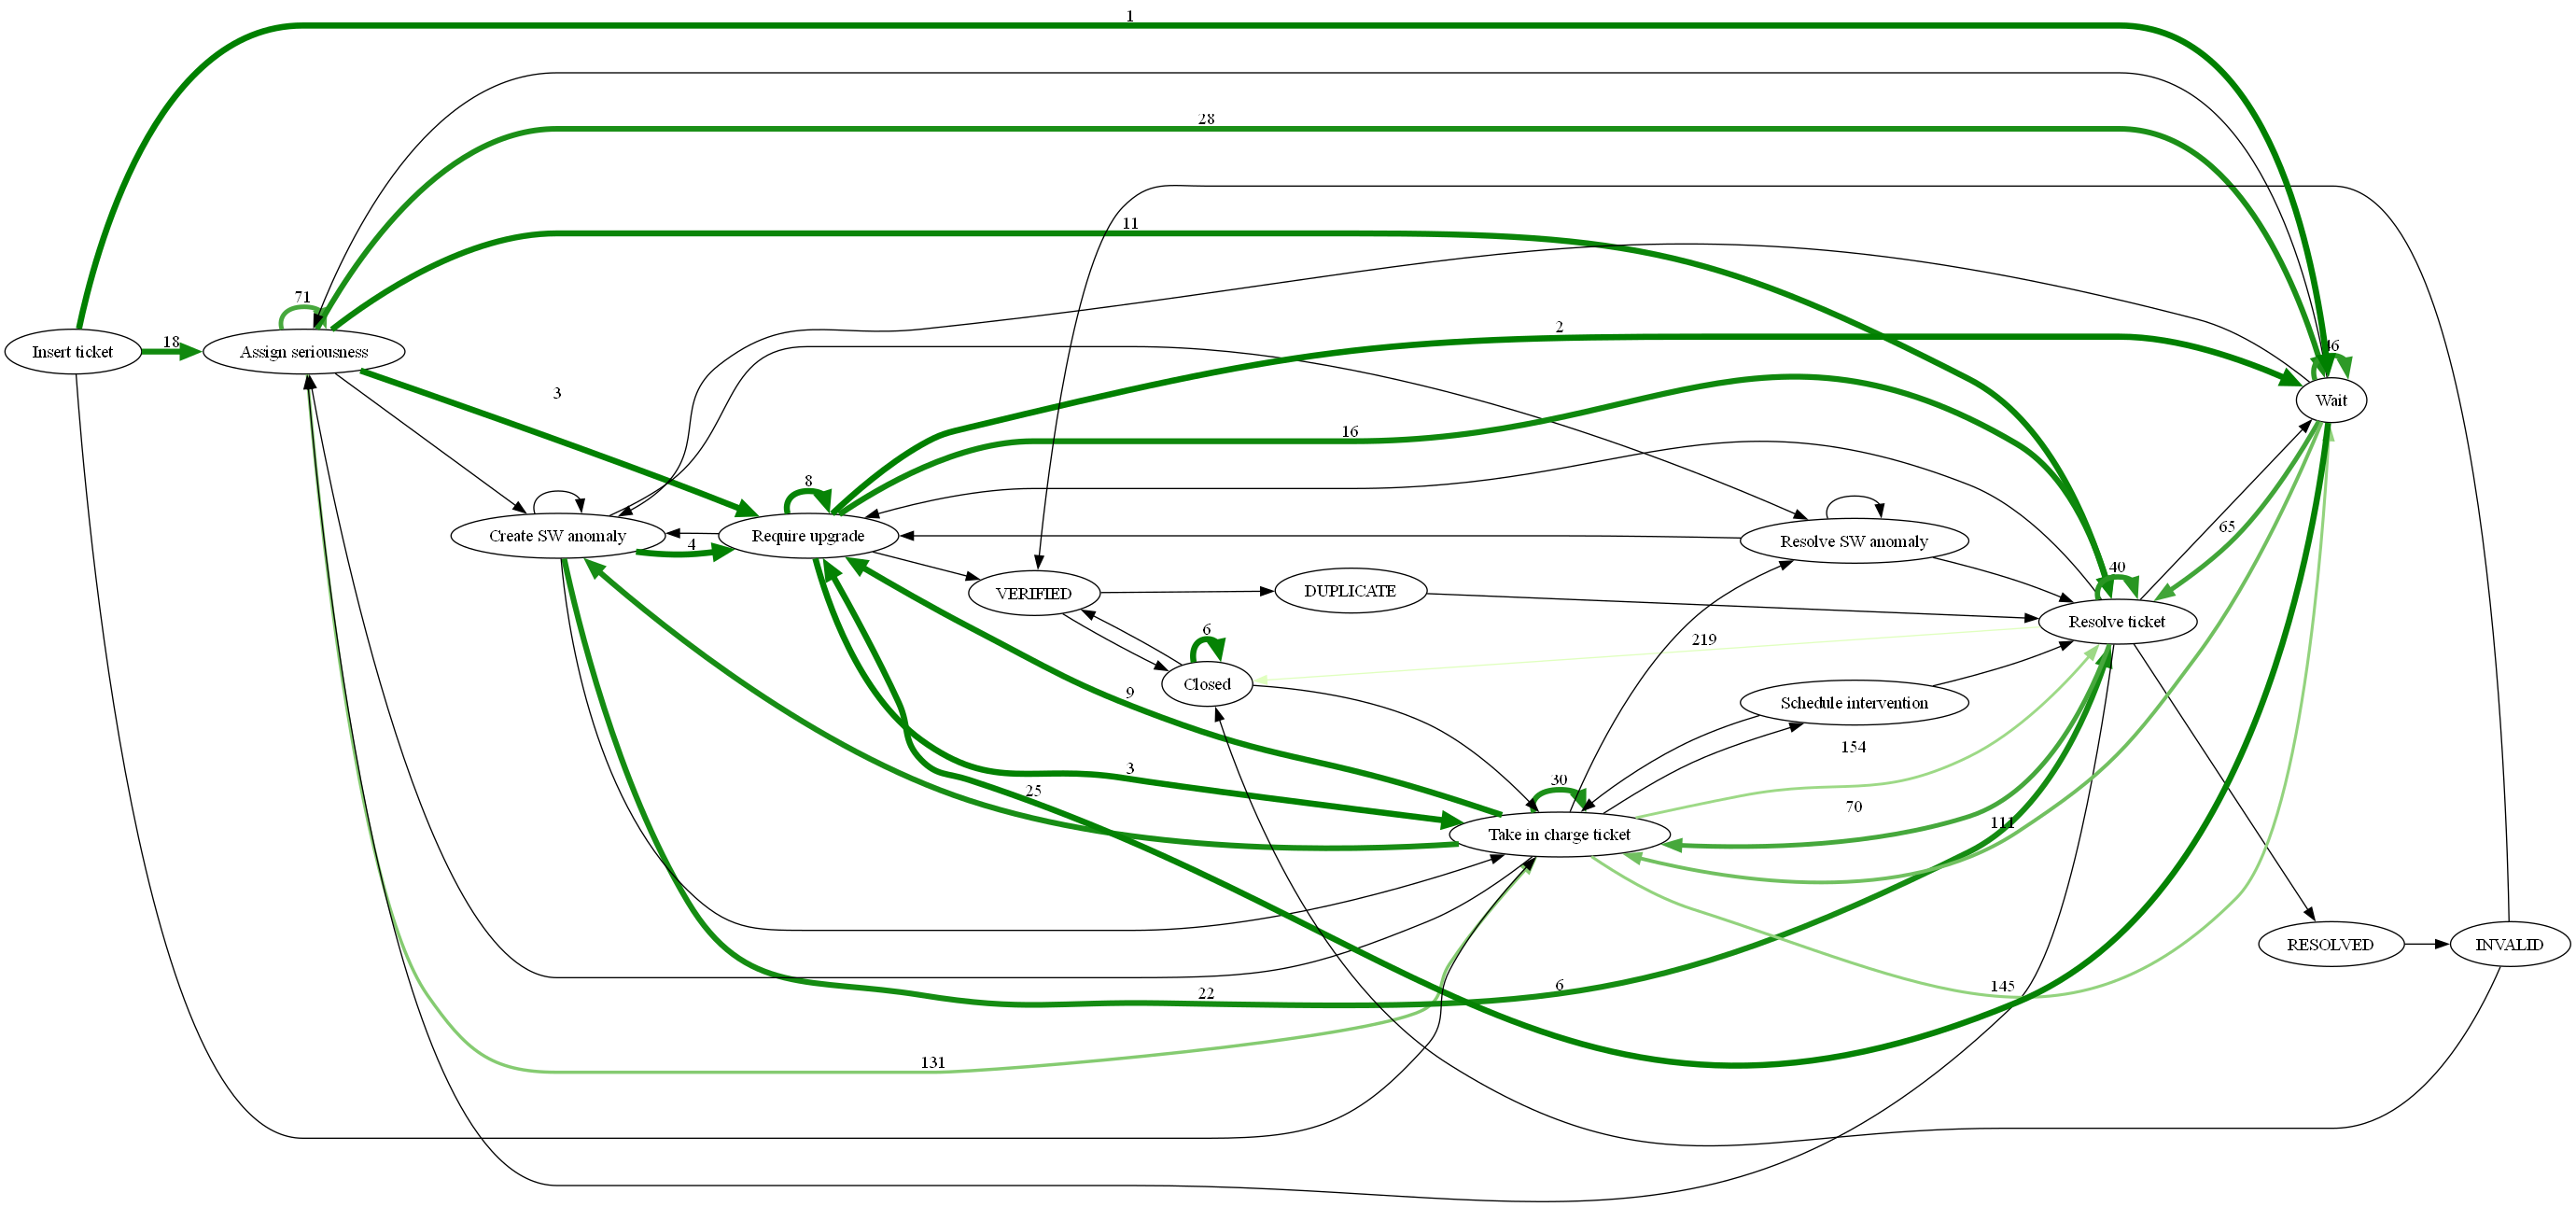 1
28
11
71
18
Insert ticket
Assign seriousness
3
2
46
Wait
16
8
Create SW anomaly
4
Require upgrade
Resolve SW anomaly
65
VERIFIED
DUPLICATE
40
Resolve ticket
6
219
Closed
9
Schedule intervention
154
3
25
30
70
111
Take in charge ticket
RESOLVED
INVALID
22
6
145
131